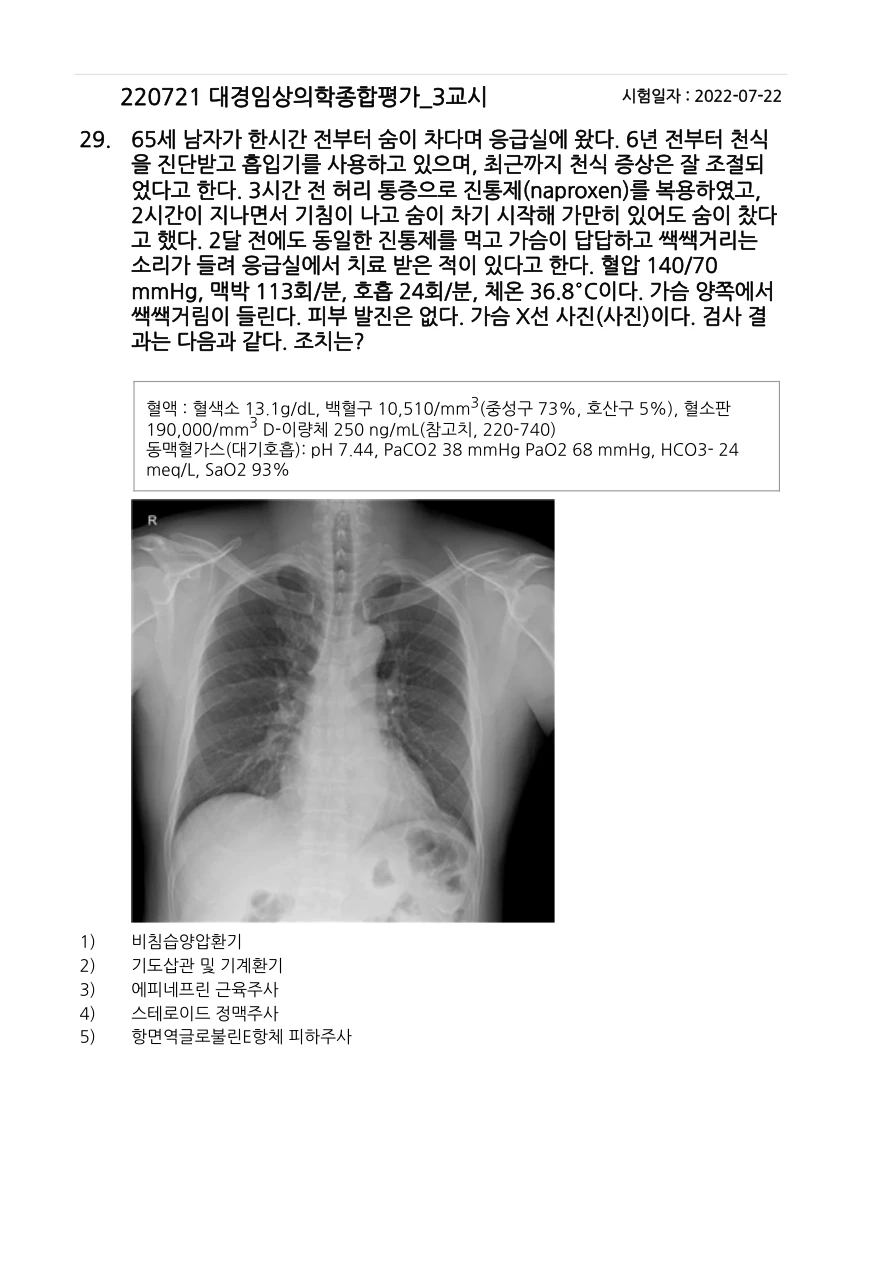 220721 대경임상의학종합평가_3교시 시험일자 : 2022-07-22
29. 65세 남자가 한시간 전부터 숨이 차다며 응급실에 왔다. 6년 전부터 천식
을 진단받고 흡입기를 사용하고 있으며, 최근까지 천식 증상은 잘 조절되
었다고 한다. 3시간 전 허리 통증으로 진통제(naproxen)를 복용하였고,
2시간이 지나면서 기침이 나고 숨이 차기 시작해 가만히 있어도 숨이 찼다
고 했다. 2달 전에도 동일한 진통제를 먹고 가슴이 답답하고 쌕쌕거리는
소리가 들려 응급실에서 치료 받은 적이 있다고 한다. 혈압 140/70
mmHg, 맥박 113회/분, 호흡 24회/분, 체온 36.8°C이다. 가슴 양쪽에서
쌕쌕거림이 들린다. 피부 발진은 없다. 가슴 X선 사진(사진)이다. 검사 결
과는 다음과 같다. 조치는?
혈액 : 혈색소 13.1g/dL, 백혈구 10,510/mm3(중성구 73%, 호산구 5%), 혈소판
190,000/mm3 D-이량체 250 ng/mL(참고치, 220-740)
동맥혈가스(대기호흡): pH 7.44, PaCO2 38 mmHg PaO2 68 mmHg, HCO3- 24
meq/L, SaO2 93%
R
1) 비침습양압환기
2) 기도삽관 및 기계환기
3) 에피네프린 근육주사
4) 스테로이드 정맥주사
5) 항면역글로불린E항체 피하주사